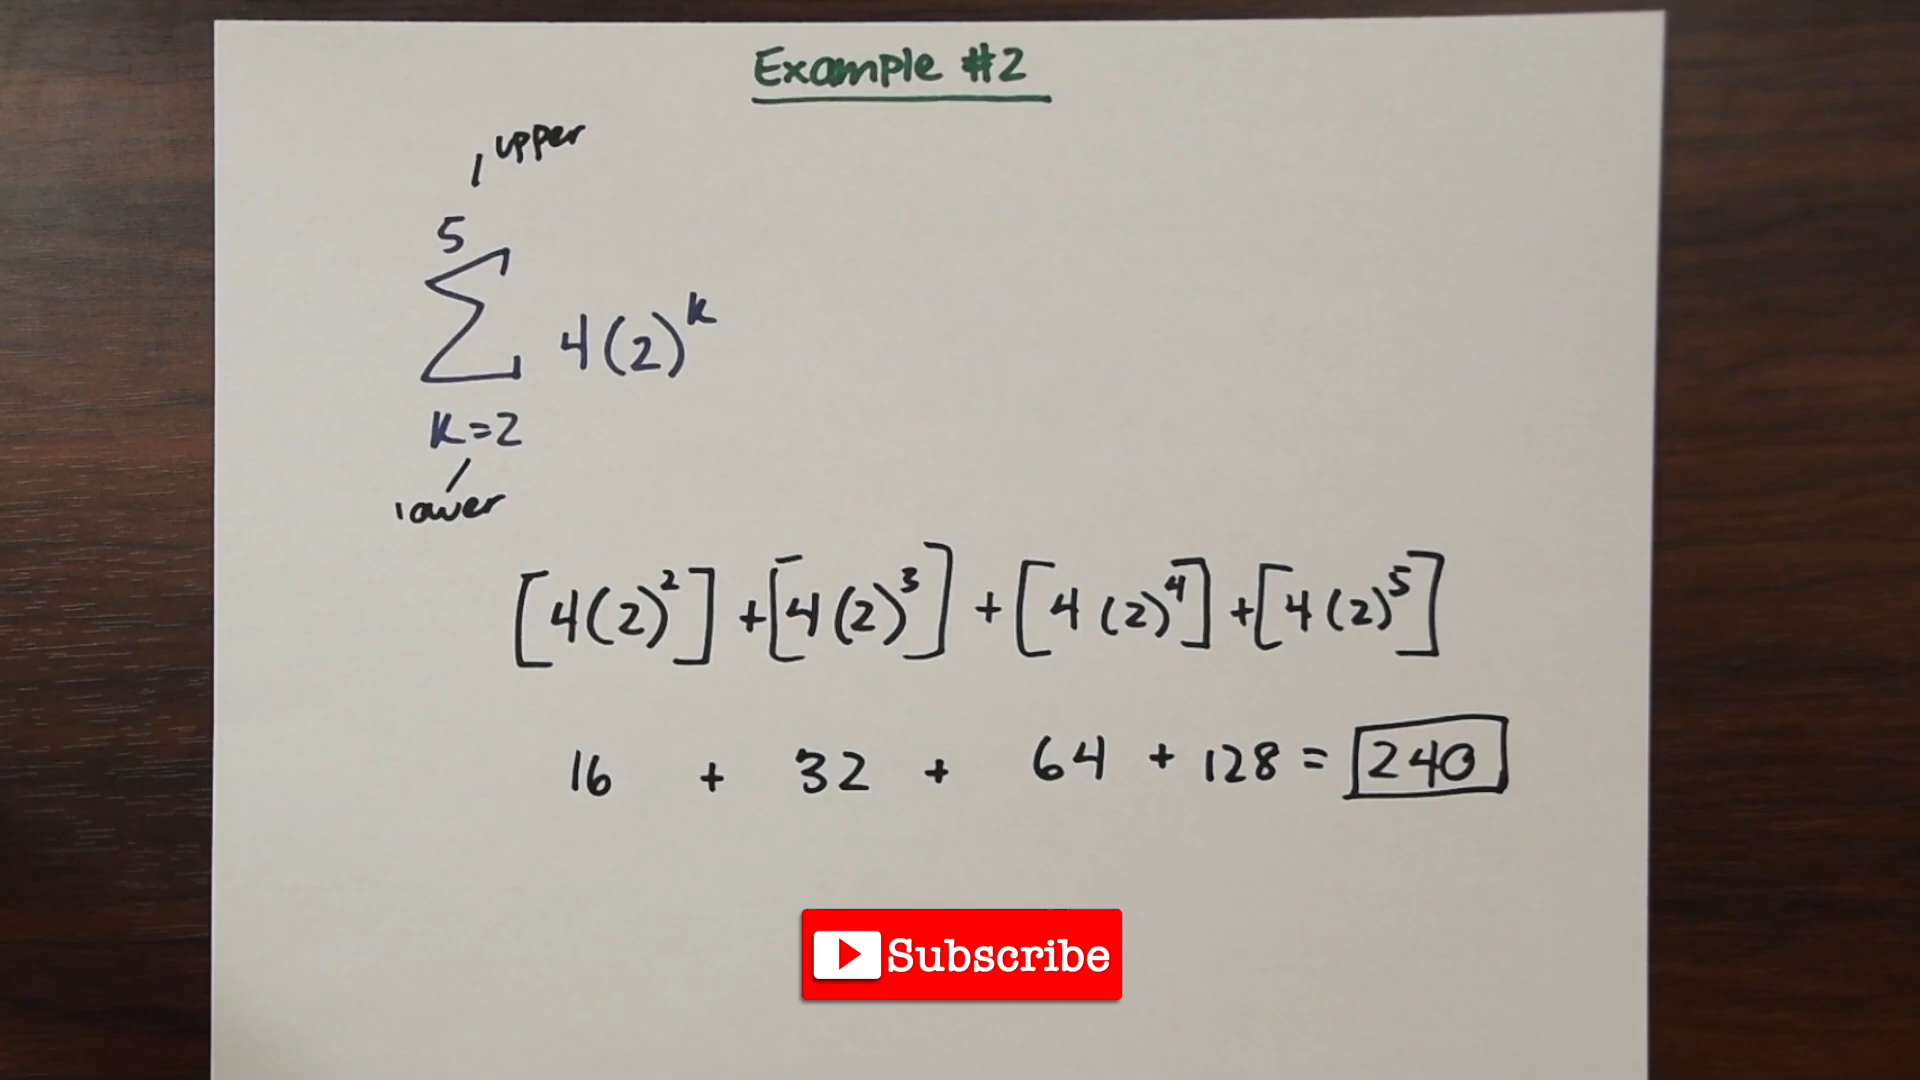 Example #2
upper
5
∑ 4(2)^k
k=2
lower
[4(2)^2] + [4(2)^3] + [4(2)^4] + [4(2)^5]
16 + 32 + 64 + 128 = 240
Subscribe